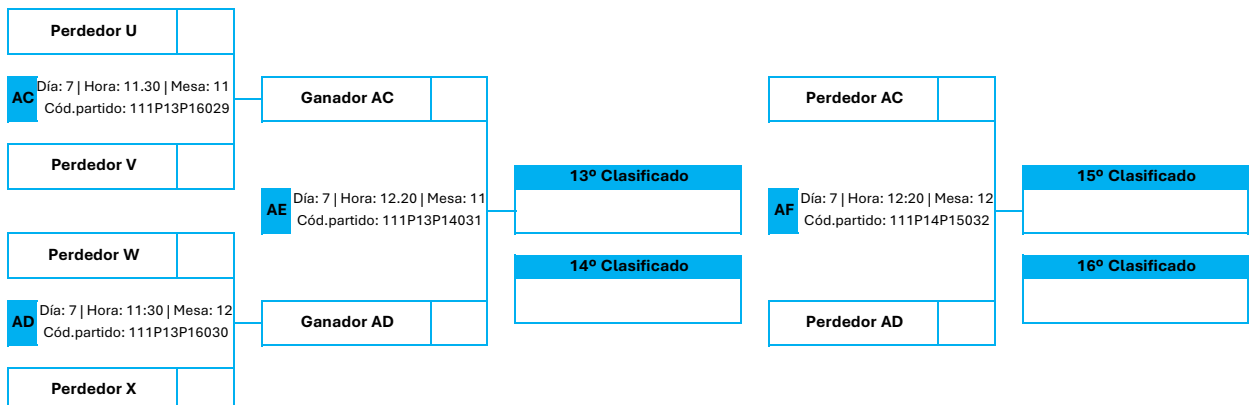 Perdedor U
AC
Día: 7 | Hora: 11.30 | Mesa: 11
Cód.partido: 111P13P16029
Perdedor V
Ganador AC
Perdedor AC
13º Clasificado
15º Clasificado
AE
Día: 7 | Hora: 12.20 | Mesa: 11
Cód.partido: 111P13P14031
AF
Día: 7 | Hora: 12:20 | Mesa: 12
Cód.partido: 111P14P15032
Perdedor W
14º Clasificado
16º Clasificado
AD
Día: 7 | Hora: 11:30 | Mesa: 12
Cód.partido: 111P13P16030
Ganador AD
Perdedor AD
Perdedor X